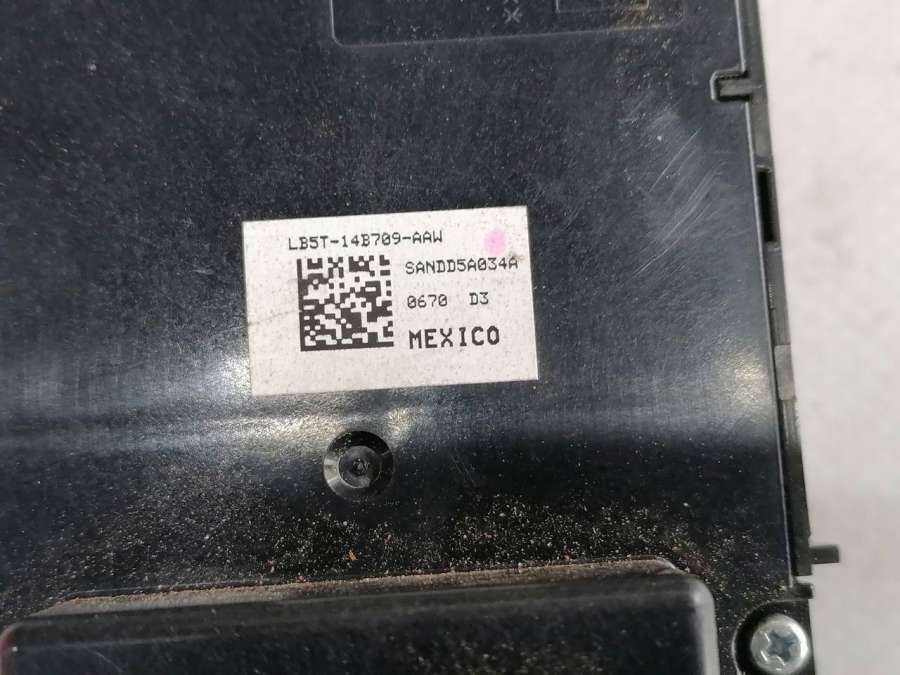 LB5T-14B709-AAW
SANDD5A034A
0670 D3
MEXICO